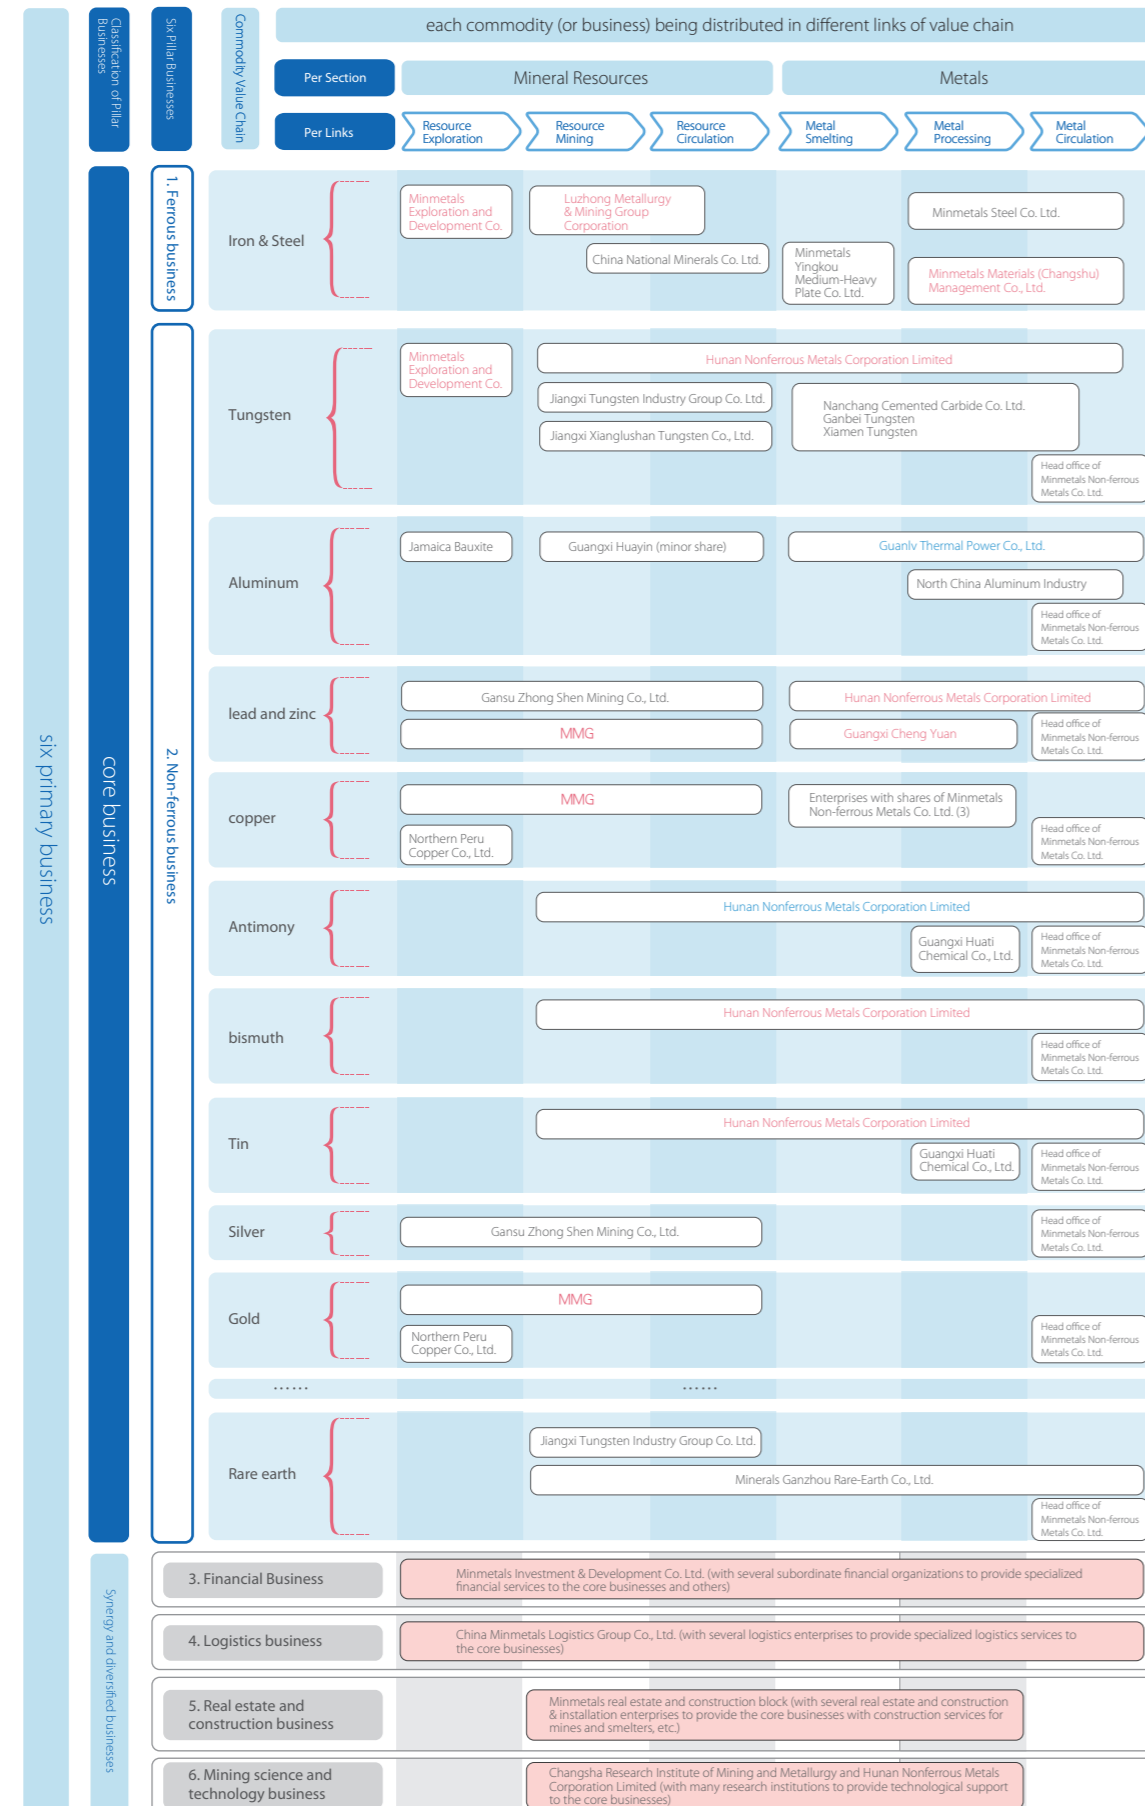 each commodity (or business) being distributed in different links of value chain
Classification of Pillar
Businesses
Six Pillar Businesses
Commodity Value Chain
Per Section
Mineral Resources
Metals
Per Links
Resource
Exploration
Resource
Mining
Resource
Circulation
Metal
Smelting
Metal
Processing
Metal
Circulation
six primary business
core business
1. Ferrous business
Iron & Steel
Minmetals
Exploration and
Development Co.
Luzhong Metallurgy
& Mining Group
Corporation
China National Minerals Co. Ltd.
Minmetals
Yingkou
Medium-Heavy
Plate Co. Ltd.
Minmetals Steel Co. Ltd.
Minmetals Materials (Changshu)
Management Co., Ltd.
2. Non-ferrous business
Tungsten
Minmetals
Exploration and
Development Co.
Hunan Nonferrous Metals Corporation Limited
Jiangxi Tungsten Industry Group Co. Ltd.
Jiangxi Xianglushan Tungsten Co., Ltd.
Nanchang Cemented Carbide Co. Ltd.
Ganbei Tungsten
Xiamen Tungsten
Head office of
Minmetals Non-ferrous
Metals Co. Ltd.
Aluminum
Jamaica Bauxite
Guangxi Huayin (minor share)
Guanlv Thermal Power Co., Ltd.
North China Aluminum Industry
Head office of
Minmetals Non-ferrous
Metals Co. Ltd.
lead and zinc
Gansu Zhong Shen Mining Co., Ltd.
Hunan Nonferrous Metals Corporation Limited
MMG
Guangxi Cheng Yuan
Head office of
Minmetals Non-ferrous
Metals Co. Ltd.
copper
MMG
Northern Peru
Copper Co., Ltd.
Enterprises with shares of Minmetals
Non-ferrous Metals Co. Ltd. (3)
Head office of
Minmetals Non-ferrous
Metals Co. Ltd.
Antimony
Hunan Nonferrous Metals Corporation Limited
Guangxi Huati
Chemical Co., Ltd.
Head office of
Minmetals Non-ferrous
Metals Co. Ltd.
bismuth
Hunan Nonferrous Metals Corporation Limited
Head office of
Minmetals Non-ferrous
Metals Co. Ltd.
Tin
Hunan Nonferrous Metals Corporation Limited
Guangxi Huati
Chemical Co., Ltd.
Head office of
Minmetals Non-ferrous
Metals Co. Ltd.
Silver
Gansu Zhong Shen Mining Co., Ltd.
Head office of
Minmetals Non-ferrous
Metals Co. Ltd.
Gold
MMG
Northern Peru
Copper Co., Ltd.
Head office of
Minmetals Non-ferrous
Metals Co. Ltd.
...... ......
Rare earth
Jiangxi Tungsten Industry Group Co. Ltd.
Minerals Ganzhou Rare-Earth Co., Ltd.
Head office of
Minmetals Non-ferrous
Metals Co. Ltd.
Synergy and diversified businesses
3. Financial Business
Minmetals Investment & Development Co. Ltd. (with several subordinate financial organizations to provide specialized
financial services to the core businesses and others)
4. Logistics business
China Minmetals Logistics Group Co., Ltd. (with several logistics enterprises to provide specialized logistics services to
the core businesses)
5. Real estate and
construction business
Minmetals real estate and construction block (with several real estate and construction
& installation enterprises to provide the core businesses with construction services for
mines and smelters, etc.)
6. Mining science and
technology business
Changsha Research Institute of Mining and Metallurgy and Hunan Nonferrous Metals
Corporation Limited (with many research institutions to provide technological support
to the core businesses)